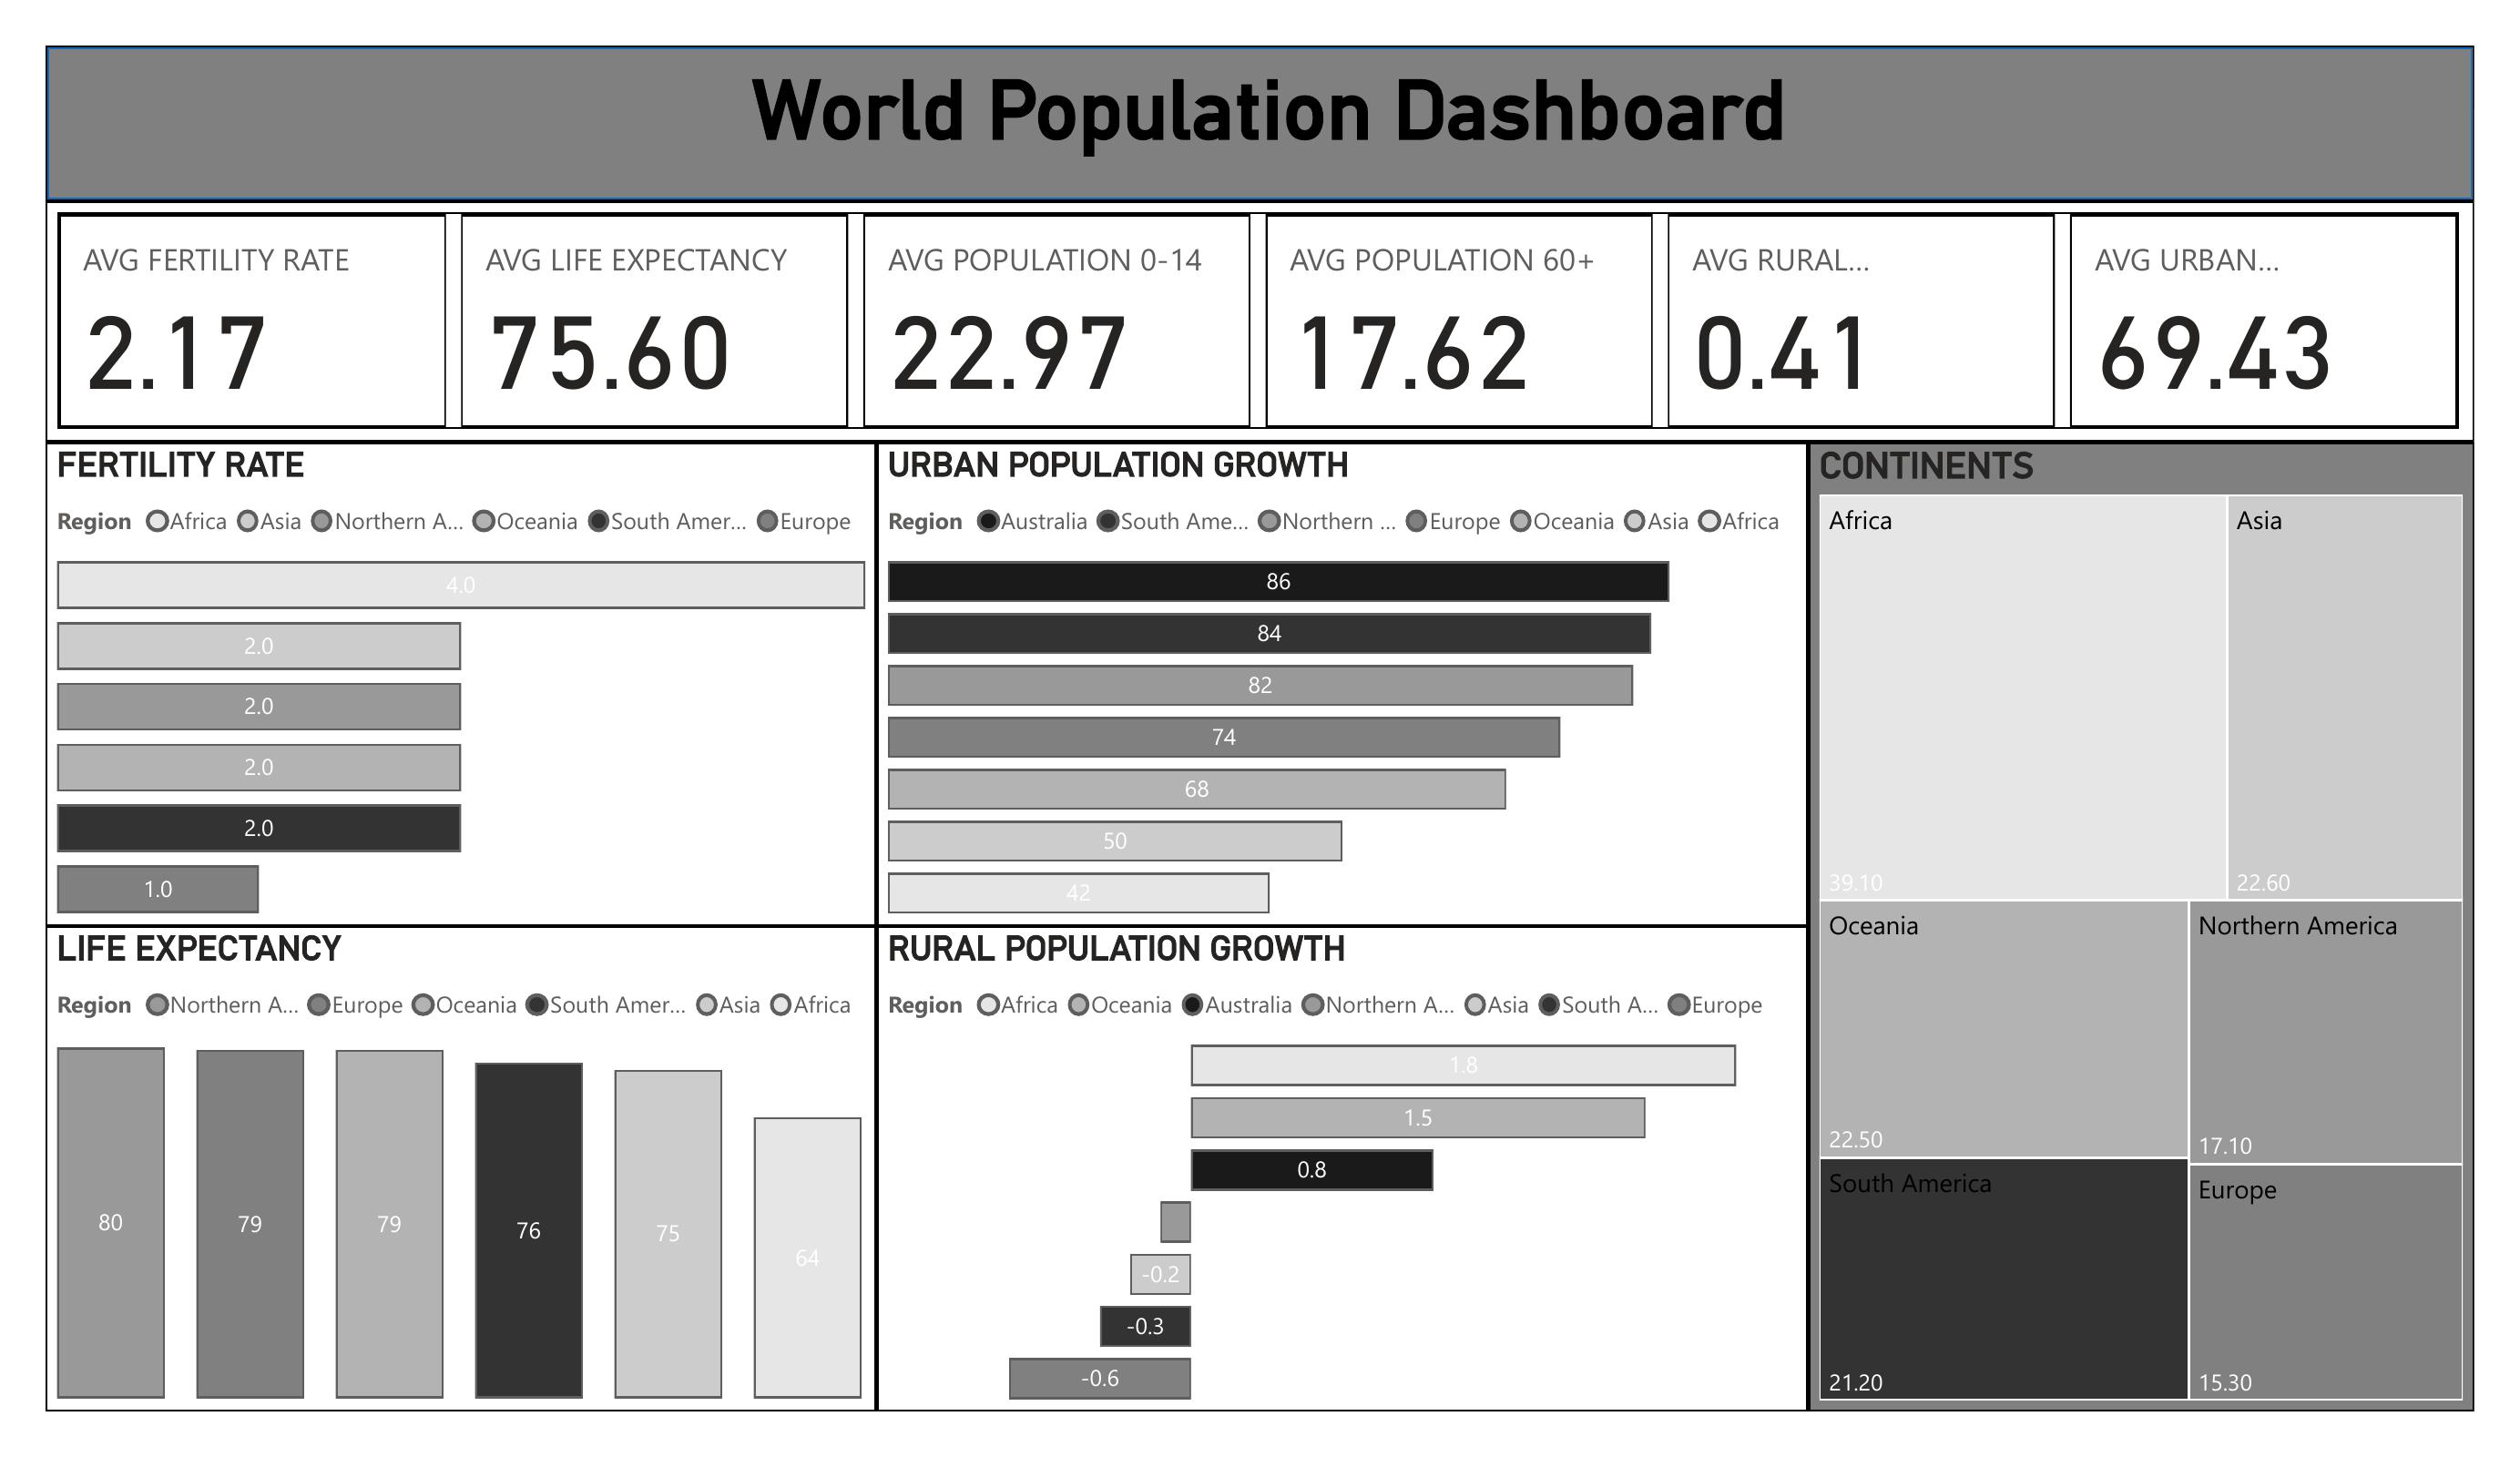 World Population Dashboard
AVG FERTILITY RATE
2.17
AVG LIFE EXPECTANCY
75.60
AVG POPULATION 0-14
22.97
AVG POPULATION 60+
17.62
AVG RURAL...
0.41
AVG URBAN...
69.43
FERTILITY RATE
Region Africa Asia Northern A... Oceania South Amer... Europe
4.0
2.0
2.0
2.0
2.0
1.0
URBAN POPULATION GROWTH
Region Australia South Ame... Northern ... Europe Oceania Asia Africa
86
84
82
74
68
50
42
LIFE EXPECTANCY
Region Northern A... Europe Oceania South Amer... Asia Africa
80 79 79 76 75 64
RURAL POPULATION GROWTH
Region Africa Oceania Australia Northern A... Asia South A... Europe
1.8
1.5
0.8
-0.2
-0.3
-0.6
CONTINENTS
Africa
39.10
Asia
22.60
Oceania
22.50
Northern America
17.10
South America
21.20
Europe
15.30